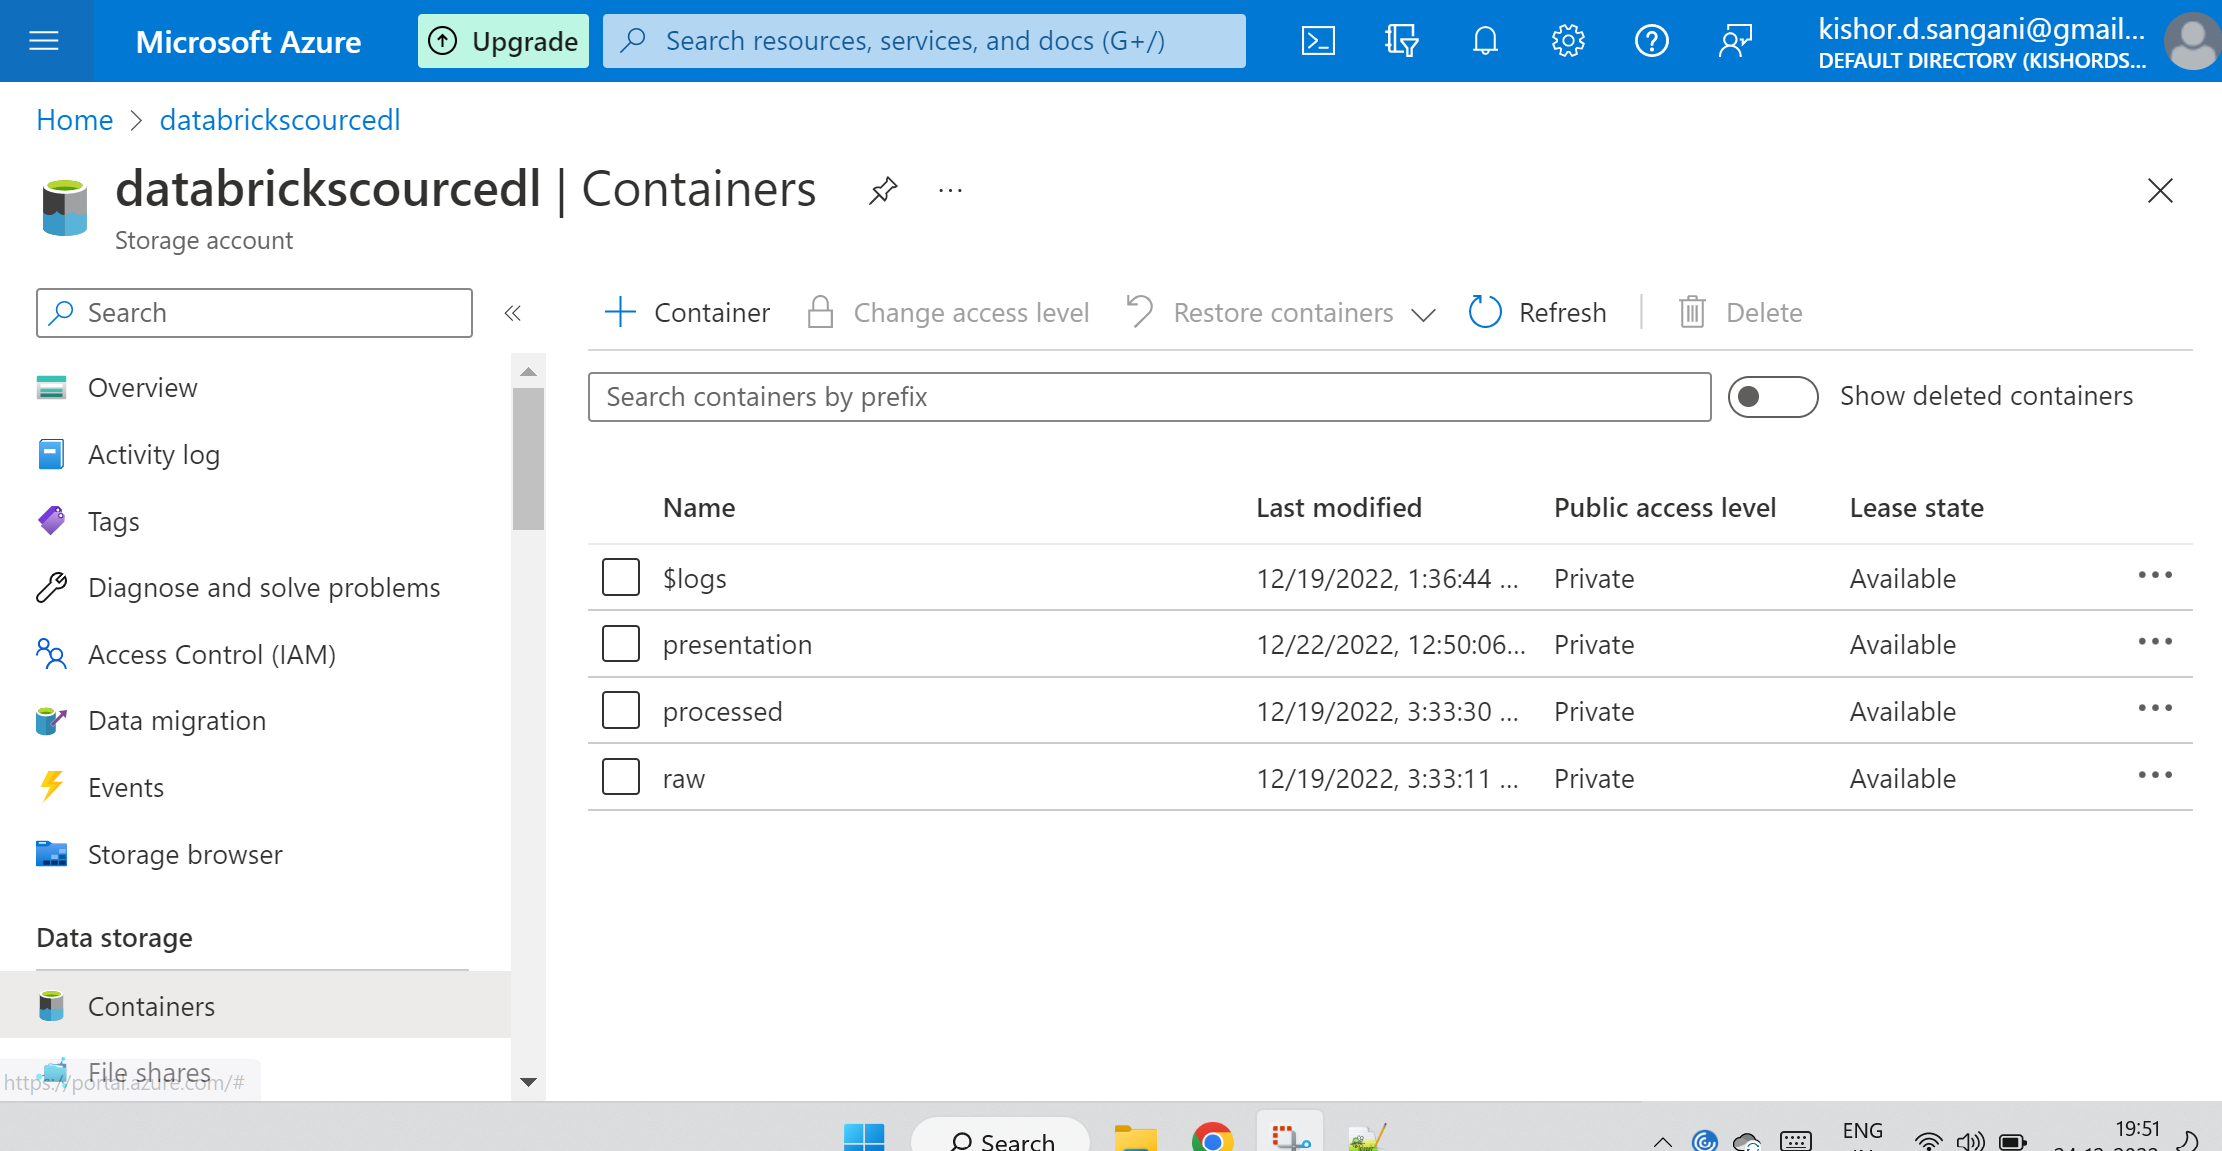 Microsoft Azure
Upgrade
Search resources, services, and docs (G+/)
kishor.d.sangani@gmail...
DEFAULT DIRECTORY (KISHORDS...
Home > databrickscourcedl
databrickscourcedl | Containers
...
Storage account
Search
«
Container
Change access level
Restore containers
Refresh
Delete
Search containers by prefix
Show deleted containers
Overview
Activity log
Tags
Diagnose and solve problems
Access Control (IAM)
Data migration
Events
Storage browser
Data storage
Containers
File shares
https://portal.azure.com/#
Name Last modified Public access level Lease state
$logs 12/19/2022, 1:36:44 ... Private Available
presentation 12/22/2022, 12:50:06... Private Available
processed 12/19/2022, 3:33:30 ... Private Available
raw 12/19/2022, 3:33:11 ... Private Available
Search
ENG
19:51